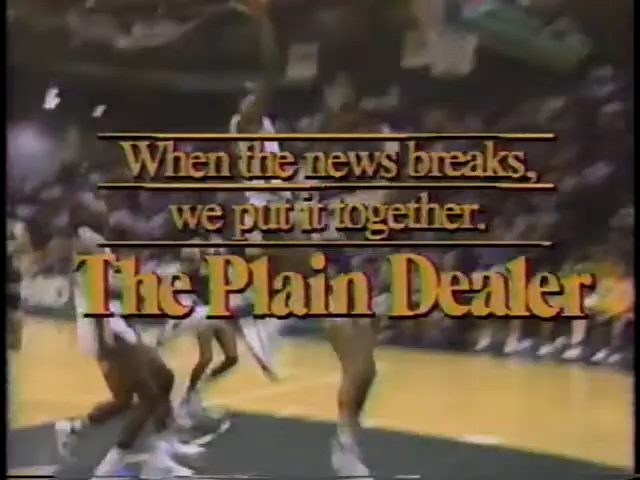 When the news breaks,
we put it together.
The Plain Dealer